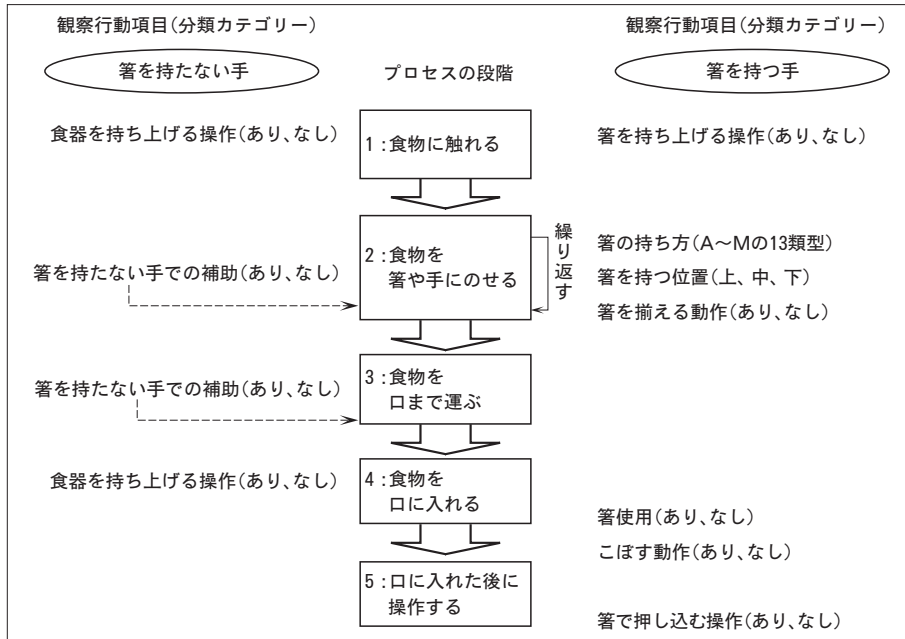 観察行動項目(分類カテゴリー)
箸を持たない手
食器を持ち上げる操作(あり、なし)
箸を持たない手での補助(あり、なし)
箸を持たない手での補助(あり、なし)
食器を持ち上げる操作(あり、なし)
プロセスの段階
1:食物に触れる
2:食物を
箸や手にのせる
繰り返す
3:食物を
口まで運ぶ
4:食物を
口に入れる
5:口に入れた後に
操作する
観察行動項目(分類カテゴリー)
箸を持つ手
箸を持ち上げる操作(あり、なし)
箸の持ち方(A～Mの13類型)
箸を持つ位置(上、中、下)
箸を揃える動作(あり、なし)
箸使用(あり、なし)
こぼす動作(あり、なし)
箸で押し込む操作(あり、なし)